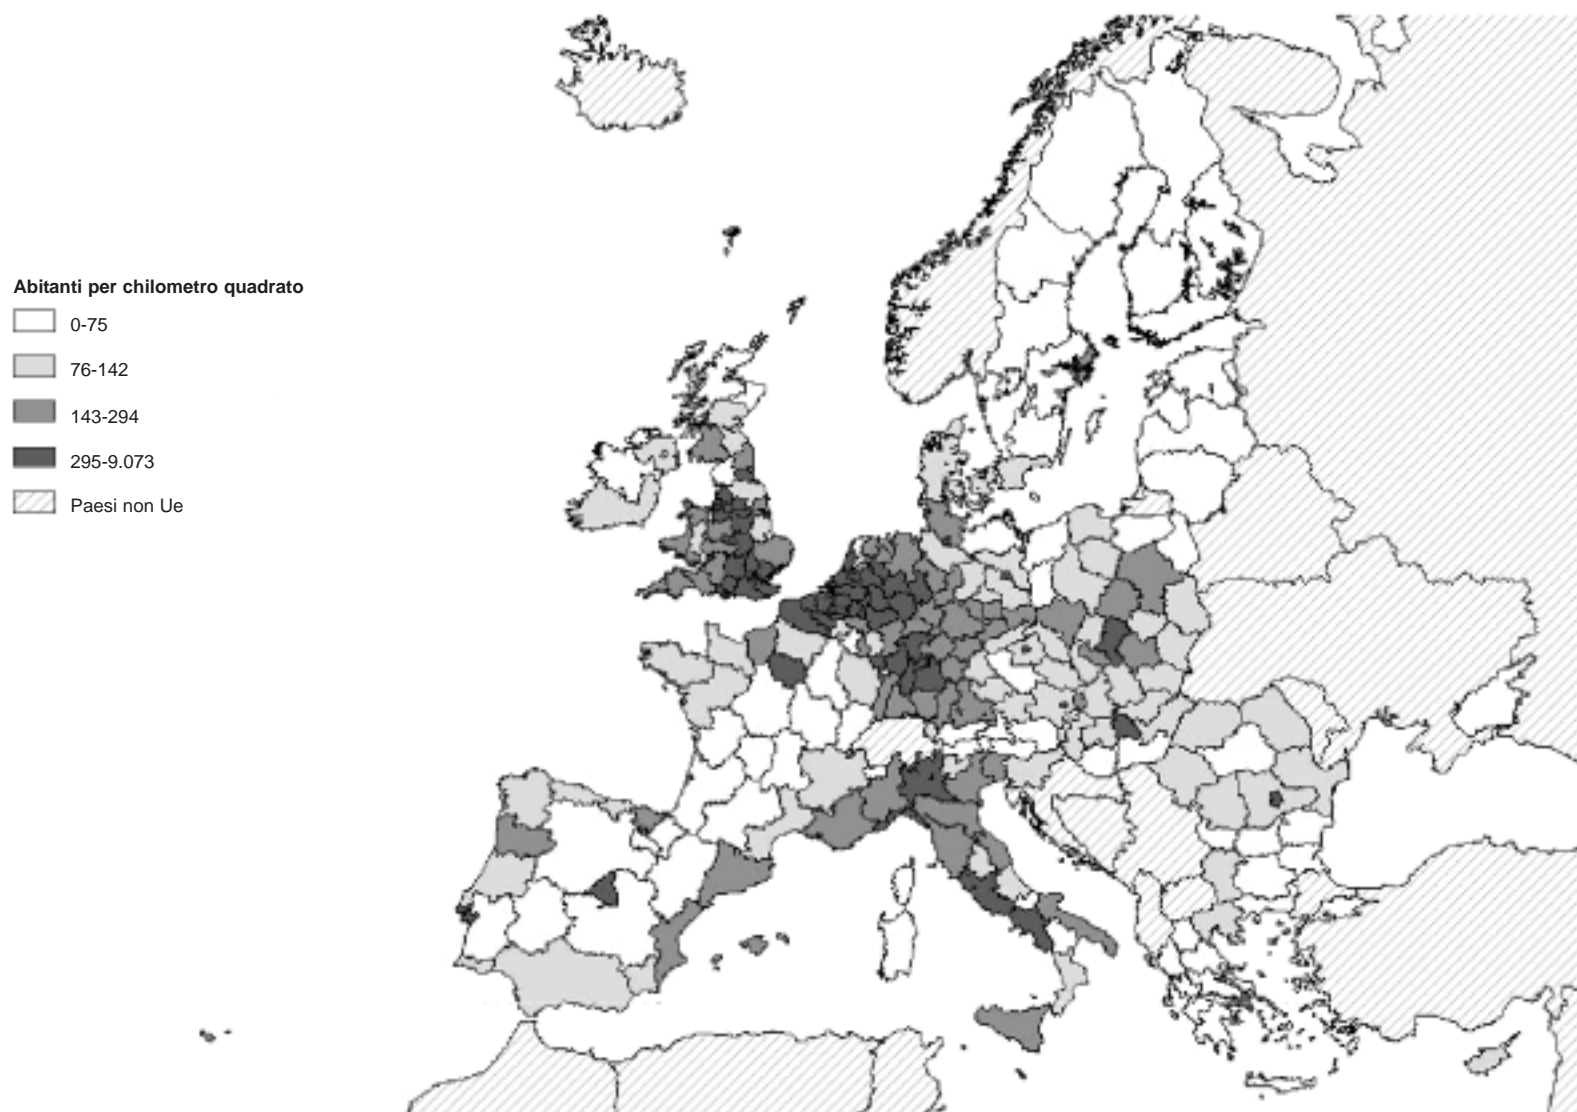 Abitanti per chilometro quadrato
0-75
76-142
143-294
295-9.073
Paesi non Ue